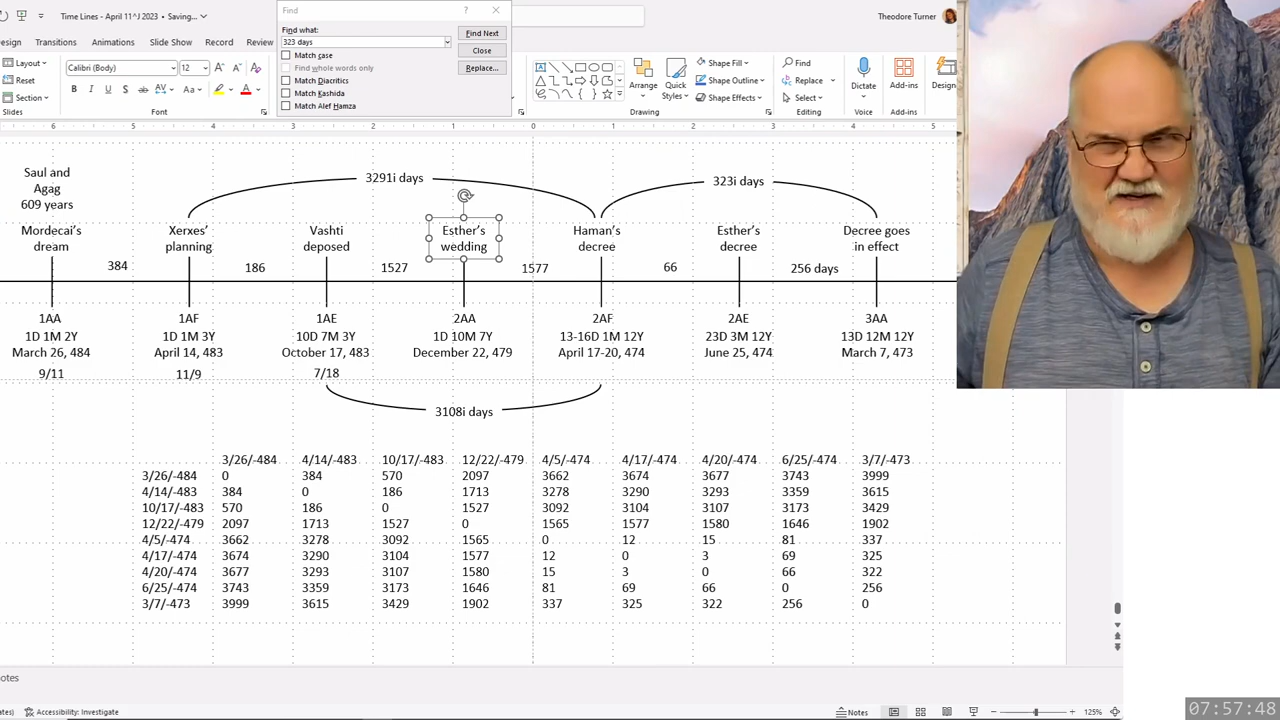 Time Lines - April 11^J 2023 • Saving...
Find
?
Theodore Turner
Find what:
323 days
Find Next
Close
Replace...
Match case
Find whole words only
Match Diacritics
Match Kashida
Match Alef Hamza
Design
Transitions
Animations
Slide Show
Record
Review
Layout
Reset
Section
Slides
Calibri (Body)
12
Font
Arrange
Quick
Styles
Shape Fill
Shape Outline
Shape Effects
Drawing
Find
Replace
Select
Editing
Dictate
Voice
Add-ins
Add-ins
6 5 4 3 2 1 0 1 2 3 4 5
Saul and
Agag
609 years
3291i days
323i days
Mordecai's
dream
Xerxes'
planning
Vashti
deposed
Esther's
wedding
Haman's
decree
Esther's
decree
Decree goes
in effect
384 186 1527 1577 66 256 days
1AA 1AF 1AE 2AA 2AF 2AE 3AA
1D 1M 2Y 1D 1M 3Y 10D 7M 3Y 1D 10M 7Y 13-16D 1M 12Y 23D 3M 12Y 13D 12M 12Y
March 26, 484 April 14, 483 October 17, 483 December 22, 479 April 17-20, 474 June 25, 474 March 7, 473
9/11 11/9 7/18
3108i days
3/26/-484 4/14/-483 10/17/-483 12/22/-479 4/5/-474 4/17/-474 4/20/-474 6/25/-474 3/7/-473
3/26/-484 0 384 570 2097 3662 3674 3677 3743 3999
4/14/-483 384 0 186 1713 3278 3290 3293 3359 3615
10/17/-483 570 186 0 1527 3092 3104 3107 3173 3429
12/22/-479 2097 1713 1527 0 1565 1577 1580 1646 1902
4/5/-474 3662 3278 3092 1565 0 12 15 81 337
4/17/-474 3674 3290 3104 1577 12 0 3 69 325
4/20/-474 3677 3293 3107 1580 15 3 0 66 322
6/25/-474 3743 3359 3173 1646 81 69 66 0 256
3/7/-473 3999 3615 3429 1902 337 325 322 256 0
otes
ates)
Accessibility: Investigate
Notes
125%
07:57:48